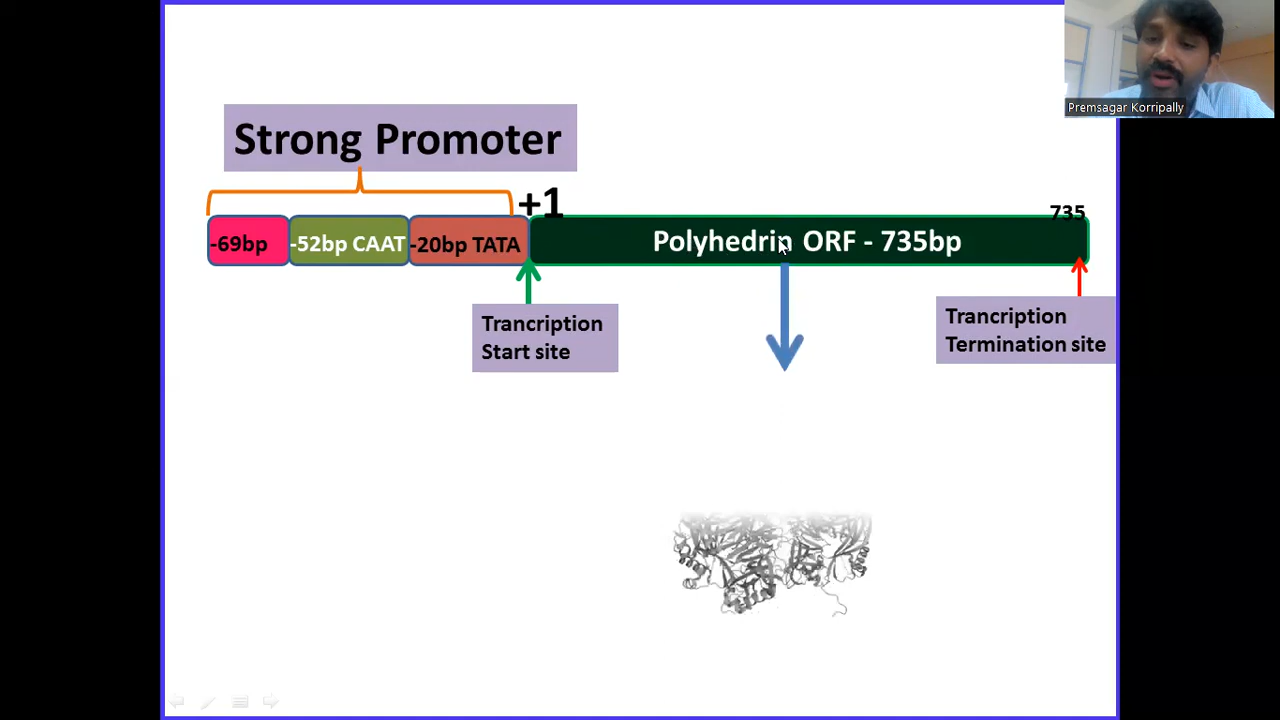 Premsagar Korripally
Strong Promoter
+1
735
-69bp
-52bp CAAT
-20bp TATA
Polyhedrin ORF - 735bp
Trancription
Start site
Trancription
Termination site